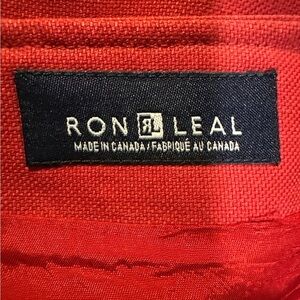 RON RL LEAL
MADE IN CANADA / FABRIQUÉ AU CANADA